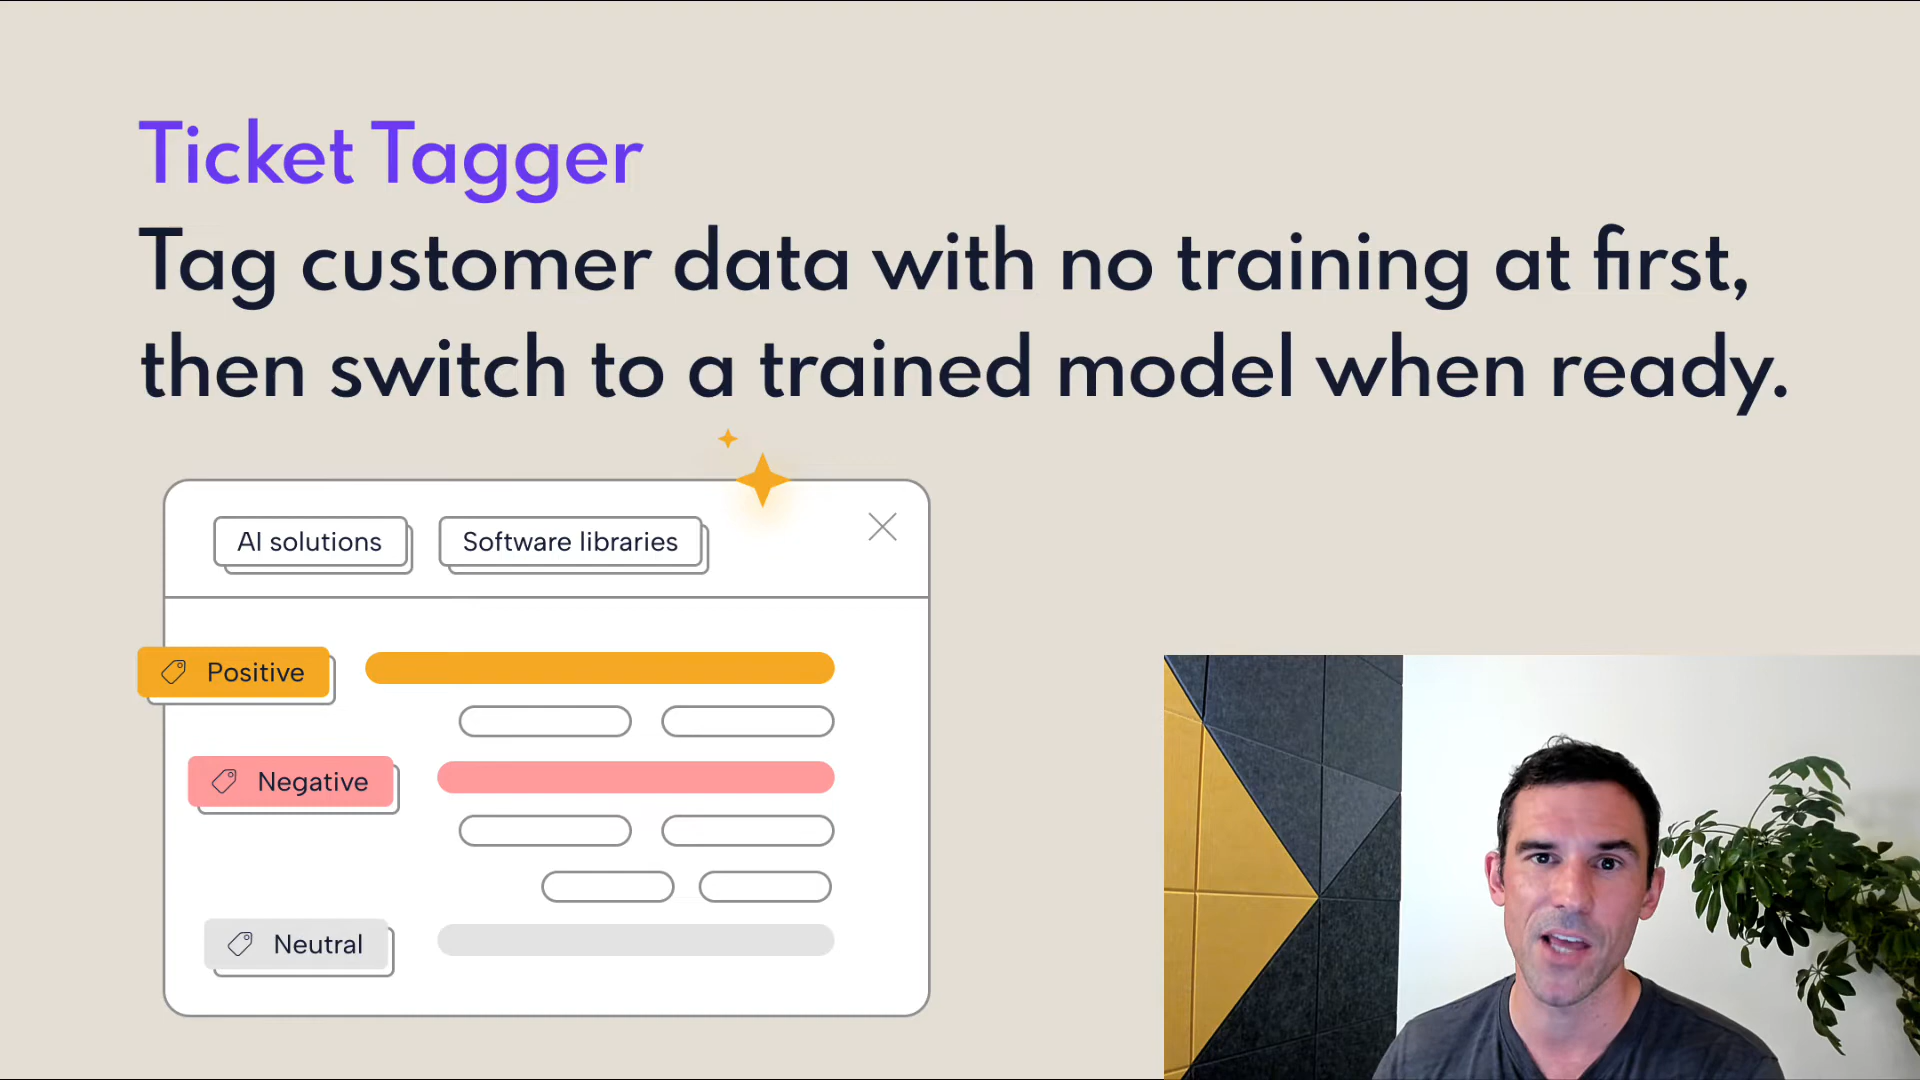 Ticket Tagger
Tag customer data with no training at first,
then switch to a trained model when ready.
AI solutions
Software libraries
Positive
Negative
Neutral